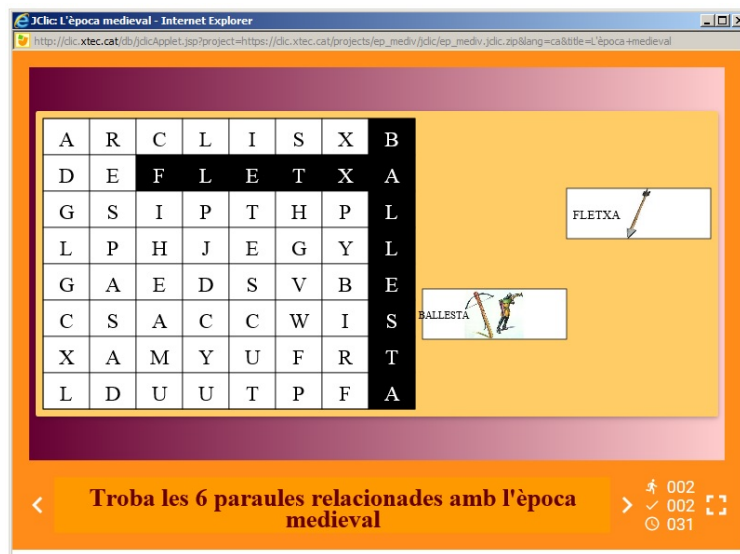 JClic: L'època medieval - Internet Explorer
http://clic.xtec.cat/db/jclicApplet.jsp?project=https://clic.xtec.cat/projects/ep_mediv/jclic/ep_mediv.jclic.zip&lang=ca&title=L'època+medieval
A R C L I S X B
D E F L E T X A
G S I P T H P L
FLETXA
L P H J E G Y L
G A E D S V B E
BALLESTA
C S A C C W I S
X A M Y U F R T
L D U U T P F A
Troba les 6 paraules relacionades amb l'època
medieval
002
002
031